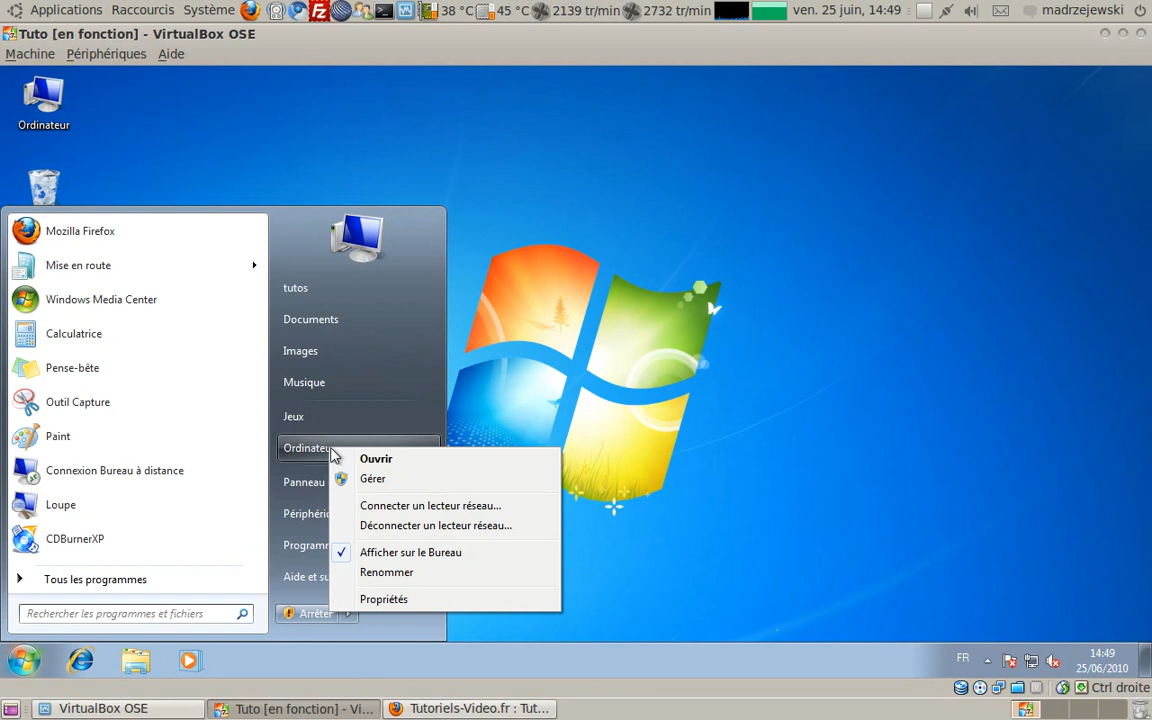 Applications Raccourcis Système 38 °C 45 °C 2139 tr/min 2732 tr/min ven. 25 juin, 14:49 madrzejewski
Tuto [en fonction] - VirtualBox OSE
Machine Périphériques Aide
Ordinateur
Mozilla Firefox
Mise en route
Windows Media Center
Calculatrice
Pense-bête
Outil Capture
Paint
Connexion Bureau à distance
Loupe
CDBurnerXP
Tous les programmes
Rechercher les programmes et fichiers
tutos
Documents
Images
Musique
Jeux
Ordinateu
Panneau
Périphéri
Program
Aide et su
Arrêter
Ouvrir
Gérer
Connecter un lecteur réseau...
Déconnecter un lecteur réseau...
Afficher sur le Bureau
Renommer
Propriétés
FR
14:49
25/06/2010
Ctrl droite
VirtualBox OSE
Tuto [en fonction] - Vi...
Tutoriels-Video.fr : Tut...